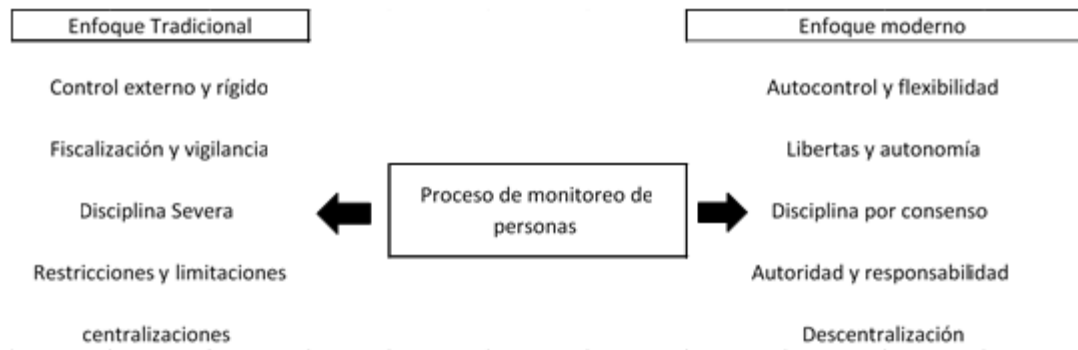 Enfoque Tradicional
Control externo y rígido
Fiscalización y vigilancia
Disciplina Severa
Restricciones y limitaciones
centralizaciones
Proceso de monitoreo de
personas
Enfoque moderno
Autocontrol y flexibilidad
Libertas y autonomía
Disciplina por consenso
Autoridad y responsabilidad
Descentralización